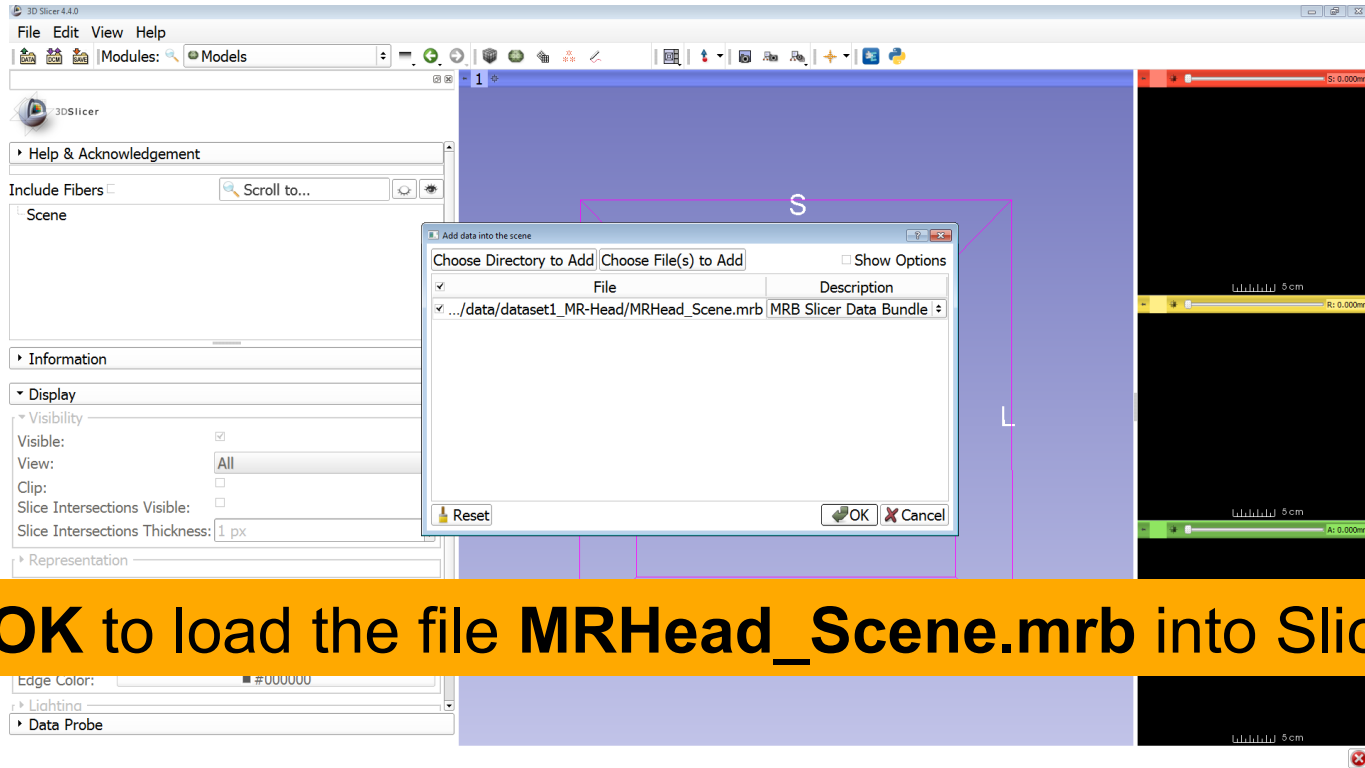 3D Slicer 4.4.0
File Edit View Help
DATA DCM SAVE Modules: Models
1
S: 0.000mm
3DSlicer
Help & Acknowledgement
Include Fibers Scroll to...
Scene
S
Add data into the scene
Choose Directory to Add Choose File(s) to Add Show Options
File Description
.../data/dataset1_MR-Head/MRHead_Scene.mrb MRB Slicer Data Bundle
5 cm
R: 0.000mm
Information
Display
Visibility
Visible:
View: All
Clip:
Slice Intersections Visible:
Slice Intersections Thickness: 1 px
L
Reset OK Cancel
5 cm
A: 0.000mm
Representation
OK to load the file MRHead_Scene.mrb into Slic
Edge Color: #000000
Lighting
Data Probe
5 cm